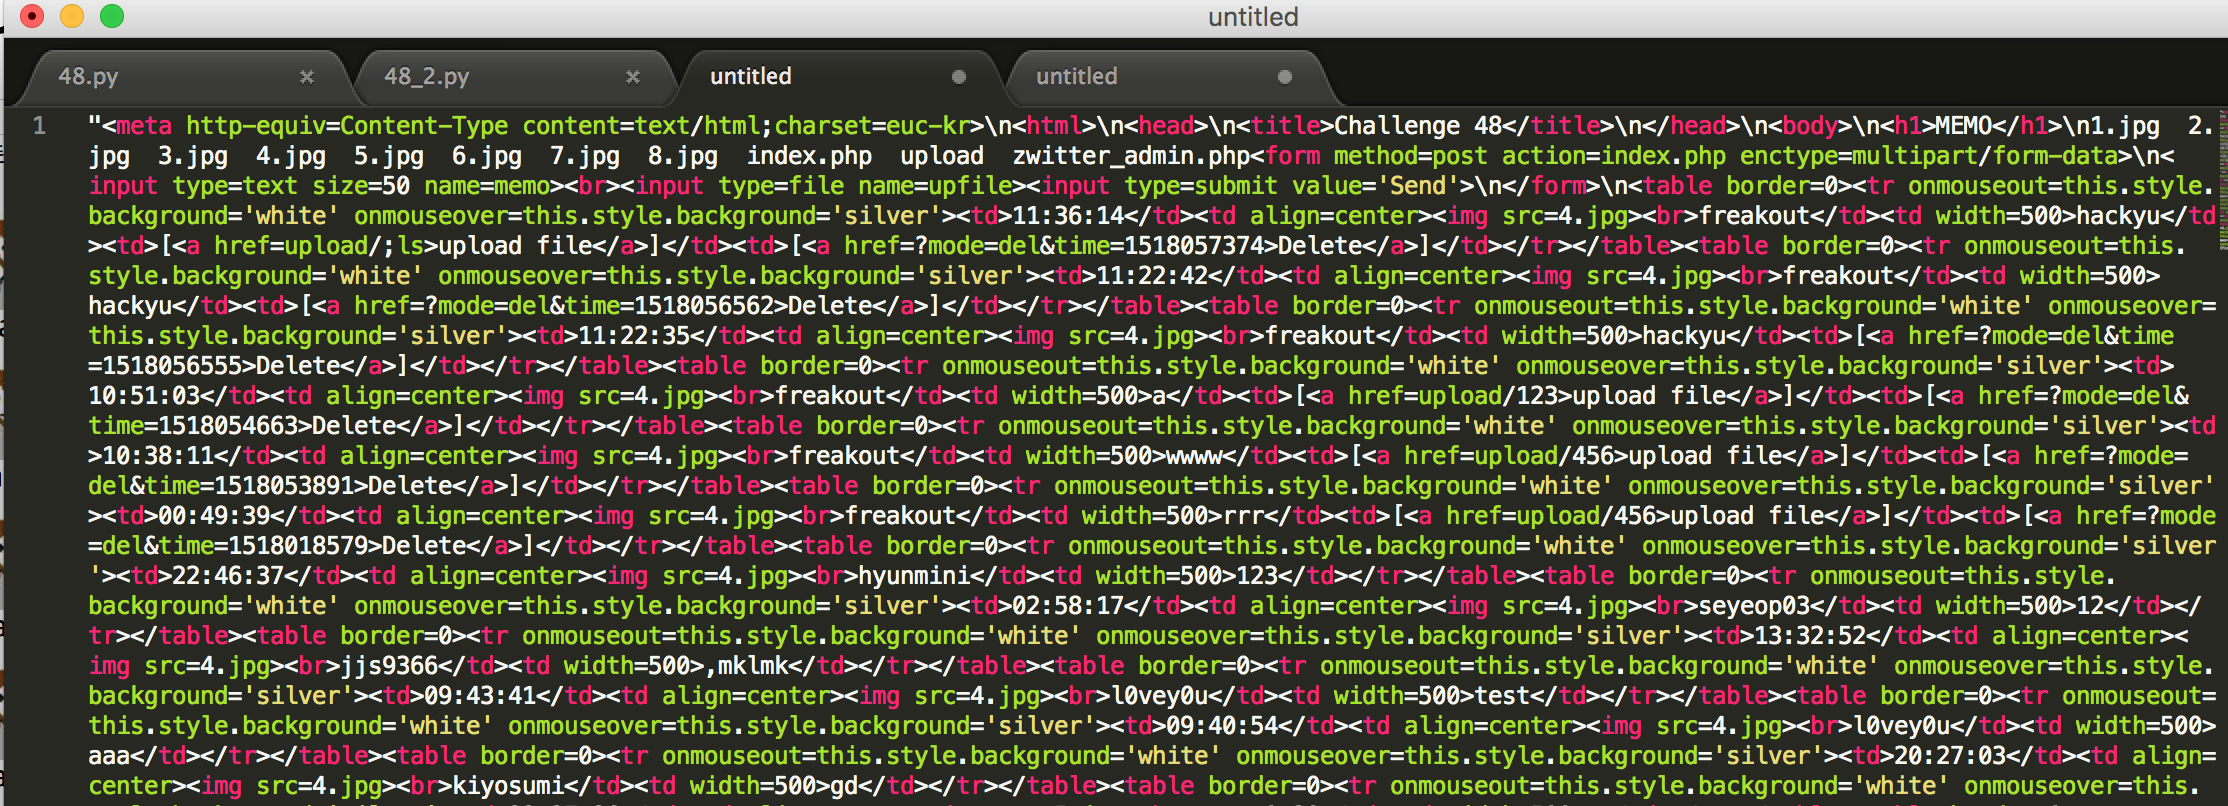 untitled
48.py × 48_2.py × untitled untitled
1 "<meta http-equiv=Content-Type content=text/html;charset=euc-kr>\n<html>\n<head>\n<title>Challenge 48</title>\n</head>\n<body>\n<h1>MEMO</h1>\n1.jpg  2.
jpg  3.jpg  4.jpg  5.jpg  6.jpg  7.jpg  8.jpg  index.php  upload  zwitter_admin.php<form method=post action=index.php enctype=multipart/form-data>\n<
input type=text size=50 name=memo><br><input type=file name=upfile><input type=submit value='Send'>\n</form>\n<table border=0><tr onmouseout=this.style.
background='white' onmouseover=this.style.background='silver'><td>11:36:14</td><td align=center><img src=4.jpg><br>freakout</td><td width=500>hackyu</td
><td>[<a href=upload/;ls>upload file</a>]</td><td>[<a href=?mode=del&time=1518057374>Delete</a>]</td></tr></table><table border=0><tr onmouseout=this.
style.background='white' onmouseover=this.style.background='silver'><td>11:22:42</td><td align=center><img src=4.jpg><br>freakout</td><td width=500>
hackyu</td><td>[<a href=?mode=del&time=1518056562>Delete</a>]</td></tr></table><table border=0><tr onmouseout=this.style.background='white' onmouseover=
this.style.background='silver'><td>11:22:35</td><td align=center><img src=4.jpg><br>freakout</td><td width=500>hackyu</td><td>[<a href=?mode=del&time
=1518056555>Delete</a>]</td></tr></table><table border=0><tr onmouseout=this.style.background='white' onmouseover=this.style.background='silver'><td>
10:51:03</td><td align=center><img src=4.jpg><br>freakout</td><td width=500>a</td><td>[<a href=upload/123>upload file</a>]</td><td>[<a href=?mode=del&
time=1518054663>Delete</a>]</td></tr></table><table border=0><tr onmouseout=this.style.background='white' onmouseover=this.style.background='silver'><td
>10:38:11</td><td align=center><img src=4.jpg><br>freakout</td><td width=500>wwww</td><td>[<a href=upload/456>upload file</a>]</td><td>[<a href=?mode=
del&time=1518053891>Delete</a>]</td></tr></table><table border=0><tr onmouseout=this.style.background='white' onmouseover=this.style.background='silver'
><td>00:49:39</td><td align=center><img src=4.jpg><br>freakout</td><td width=500>rrr</td><td>[<a href=upload/456>upload file</a>]</td><td>[<a href=?mode
=del&time=1518018579>Delete</a>]</td></tr></table><table border=0><tr onmouseout=this.style.background='white' onmouseover=this.style.background='silver
'><td>22:46:37</td><td align=center><img src=4.jpg><br>hyunmini</td><td width=500>123</td></tr></table><table border=0><tr onmouseout=this.style.
background='white' onmouseover=this.style.background='silver'><td>02:58:17</td><td align=center><img src=4.jpg><br>seyeop03</td><td width=500>12</td></
tr></table><table border=0><tr onmouseout=this.style.background='white' onmouseover=this.style.background='silver'><td>13:32:52</td><td align=center><
img src=4.jpg><br>jjs9366</td><td width=500>,mklmk</td></tr></table><table border=0><tr onmouseout=this.style.background='white' onmouseover=this.style.
background='silver'><td>09:43:41</td><td align=center><img src=4.jpg><br>l0vey0u</td><td width=500>test</td></tr></table><table border=0><tr onmouseout=
this.style.background='white' onmouseover=this.style.background='silver'><td>09:40:54</td><td align=center><img src=4.jpg><br>l0vey0u</td><td width=500>
aaa</td></tr></table><table border=0><tr onmouseout=this.style.background='white' onmouseover=this.style.background='silver'><td>20:27:03</td><td align=
center><img src=4.jpg><br>kiyosumi</td><td width=500>gd</td></tr></table><table border=0><tr onmouseout=this.style.background='white' onmouseover=this.